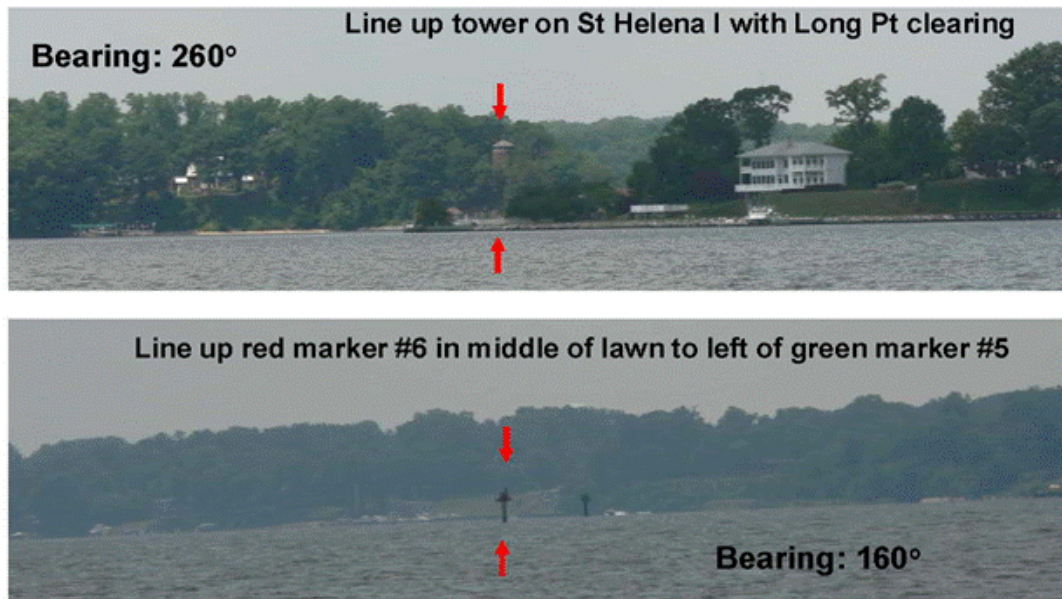 Line up tower on St Helena I with Long Pt clearing
Bearing: 260°
Line up red marker #6 in middle of lawn to left of green marker #5
Bearing: 160°